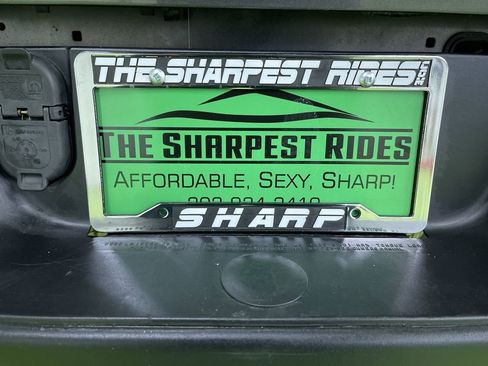 THE SHARPEST RIDES
THE SHARPEST RIDES
AFFORDABLE, SEXY, SHARP!
SHARP